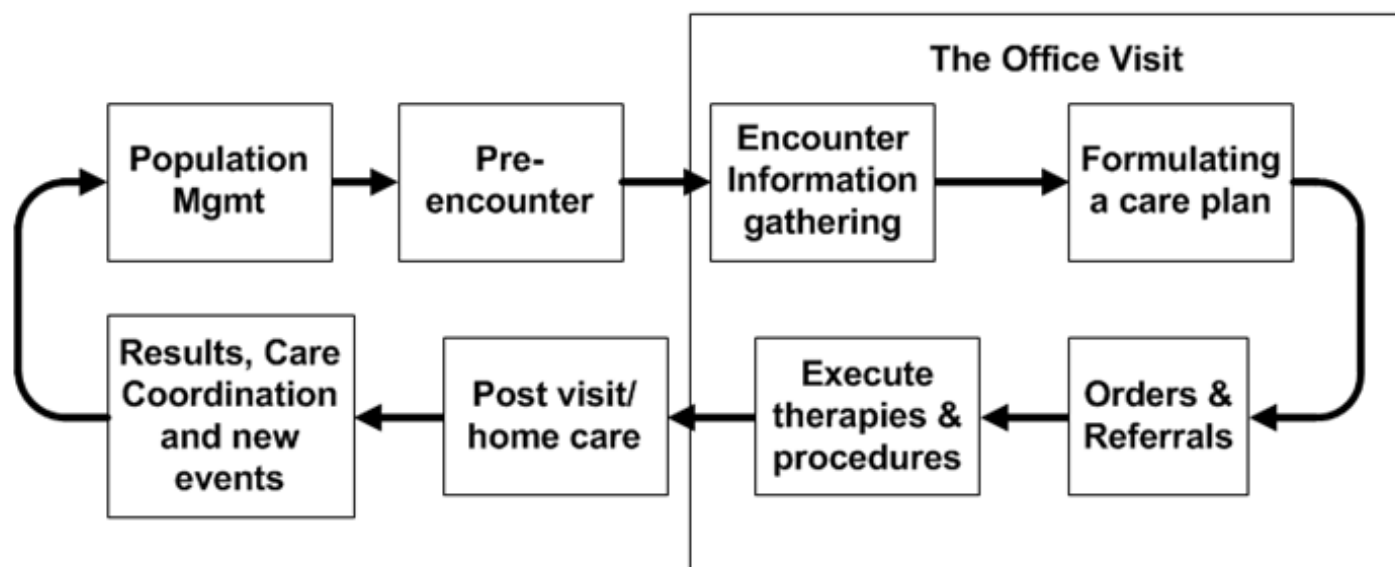 The Office Visit
Population
Mgmt
Pre-
encounter
Encounter
Information
gathering
Formulating
a care plan
Results, Care
Coordination
and new
events
Post visit/
home care
Execute
therapies &
procedures
Orders &
Referrals